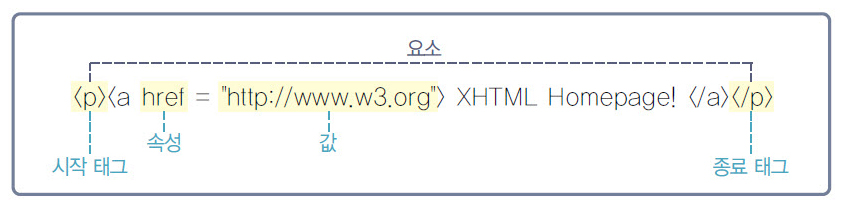 요소
<p><a href = "http://www.w3.org"> XHTML Homepage! </a></p>
속성 값
시작 태그 종료 태그